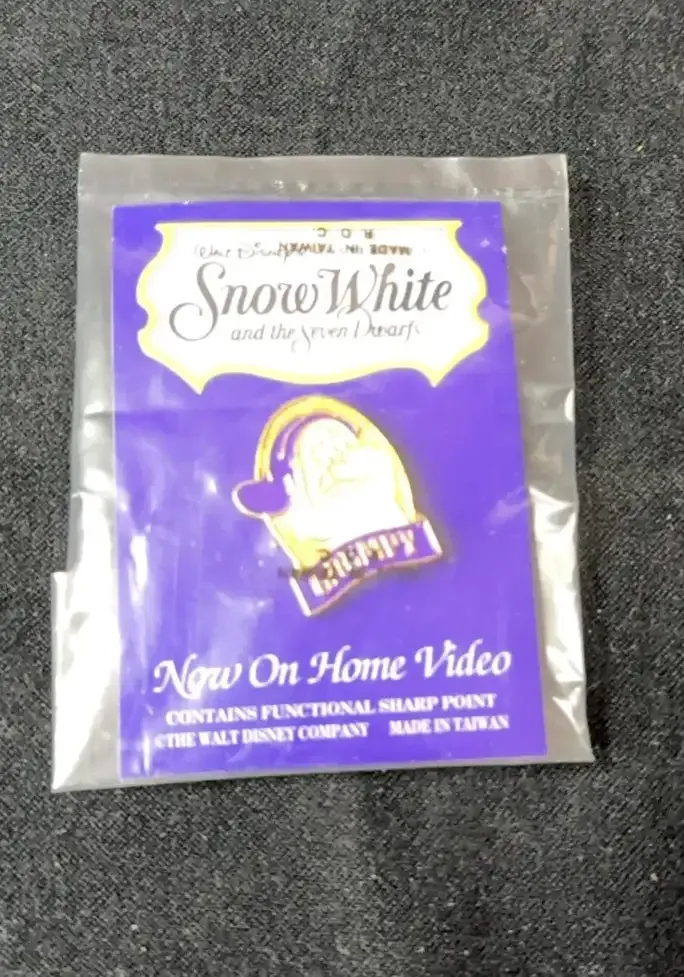 Walt Disney's
MADE IN TAIWAN
R. O. C.
Snow White
and the Seven Dwarfs
GRUMPY
Now On Home Video
CONTAINS FUNCTIONAL SHARP POINT
©THE WALT DISNEY COMPANY MADE IN TAIWAN